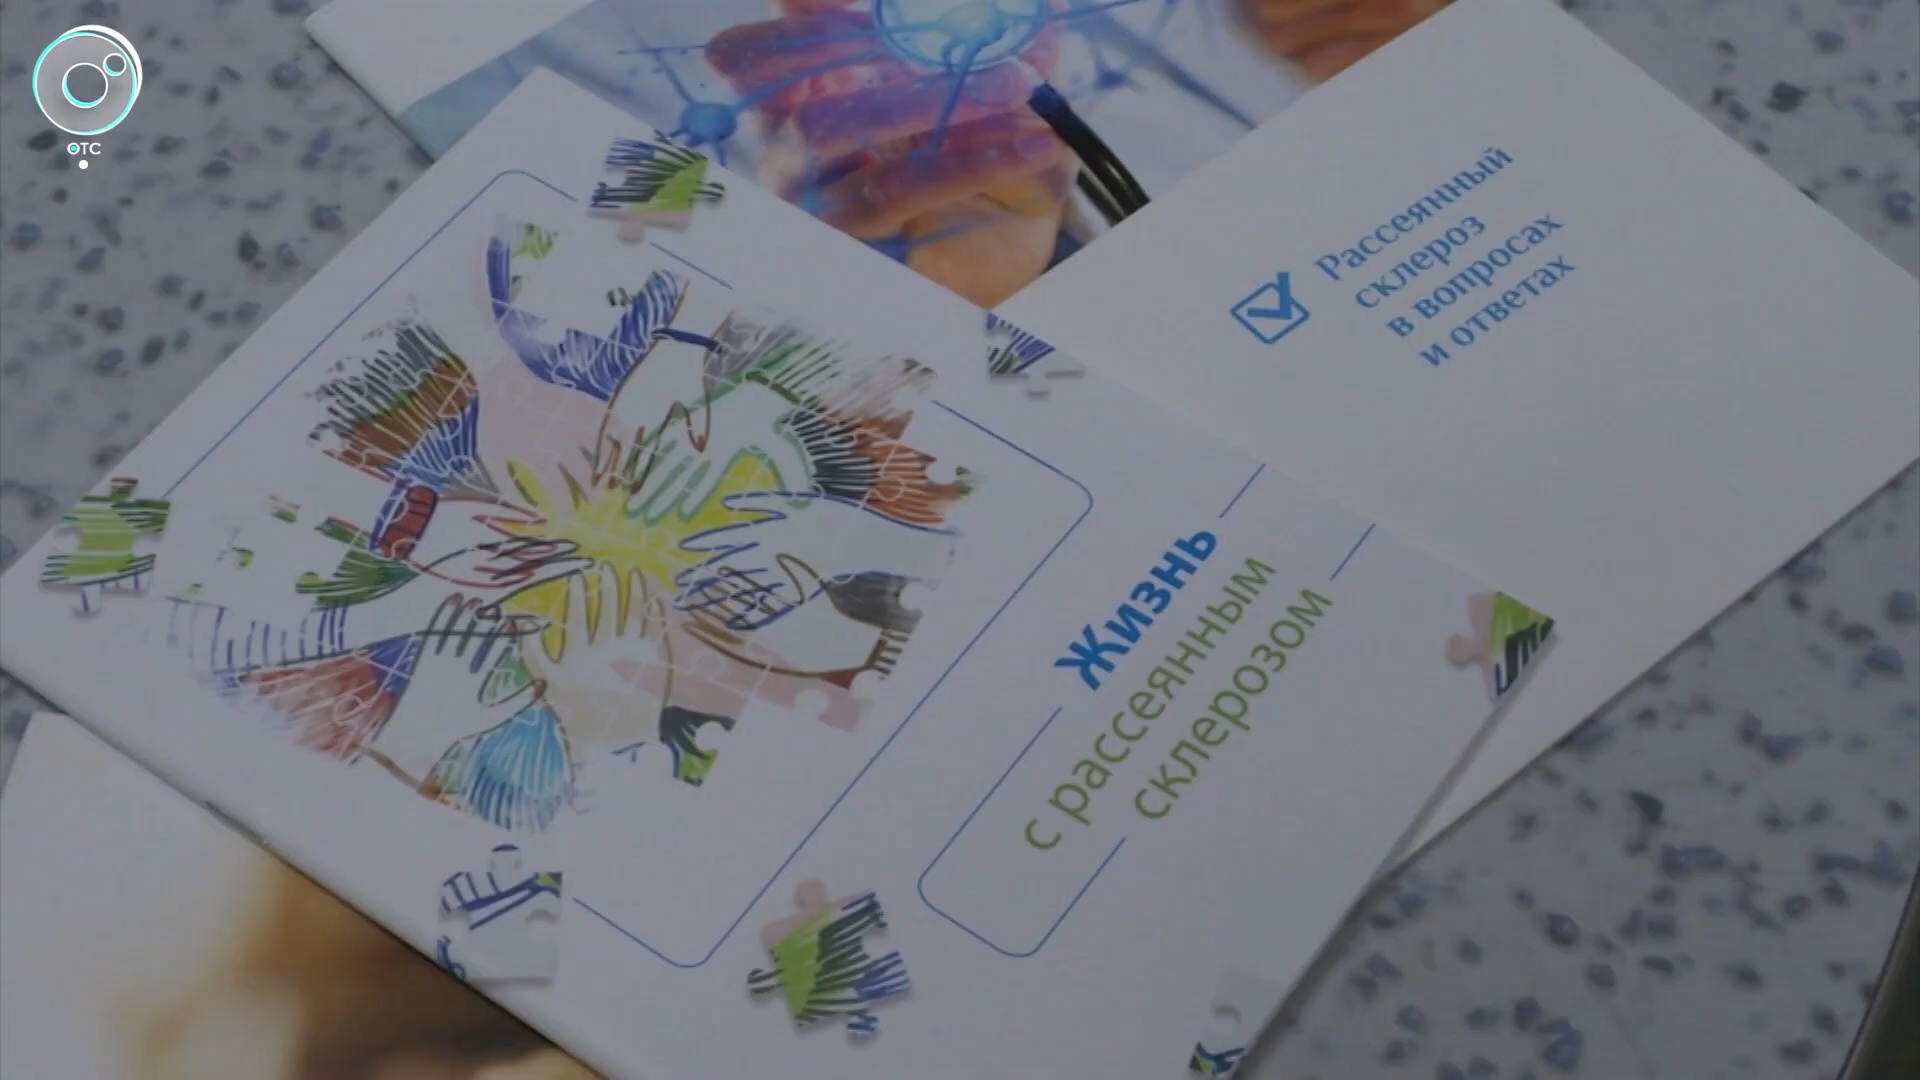 ОТС
Рассеянный
склероз
в вопросах
и ответах
Жизнь
с рассеянным
склерозом